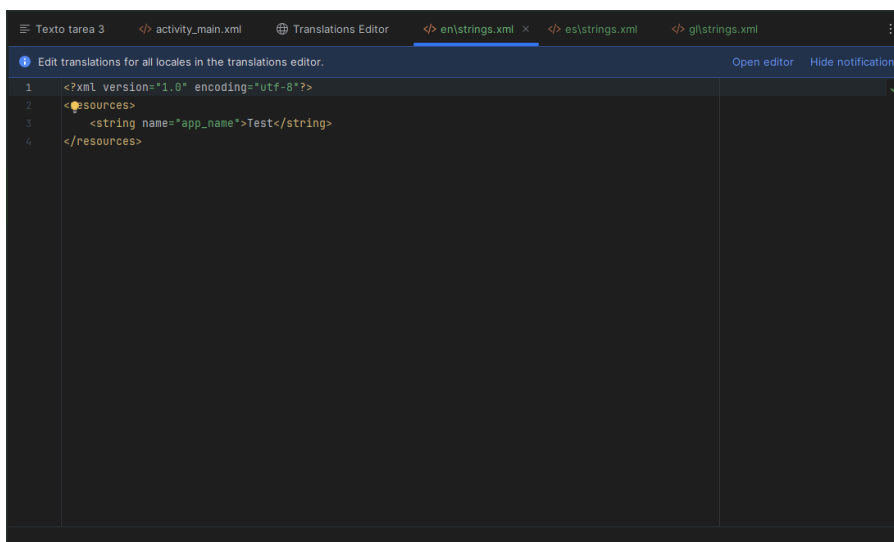 Texto tarea 3 </> activity_main.xml Translations Editor </> en\strings.xml × </> es\strings.xml </> gl\strings.xml
Edit translations for all locales in the translations editor. Open editor Hide notification
1 <?xml version="1.0" encoding="utf-8"?>
2 <resources>
3 <string name="app_name">Test</string>
4 </resources>